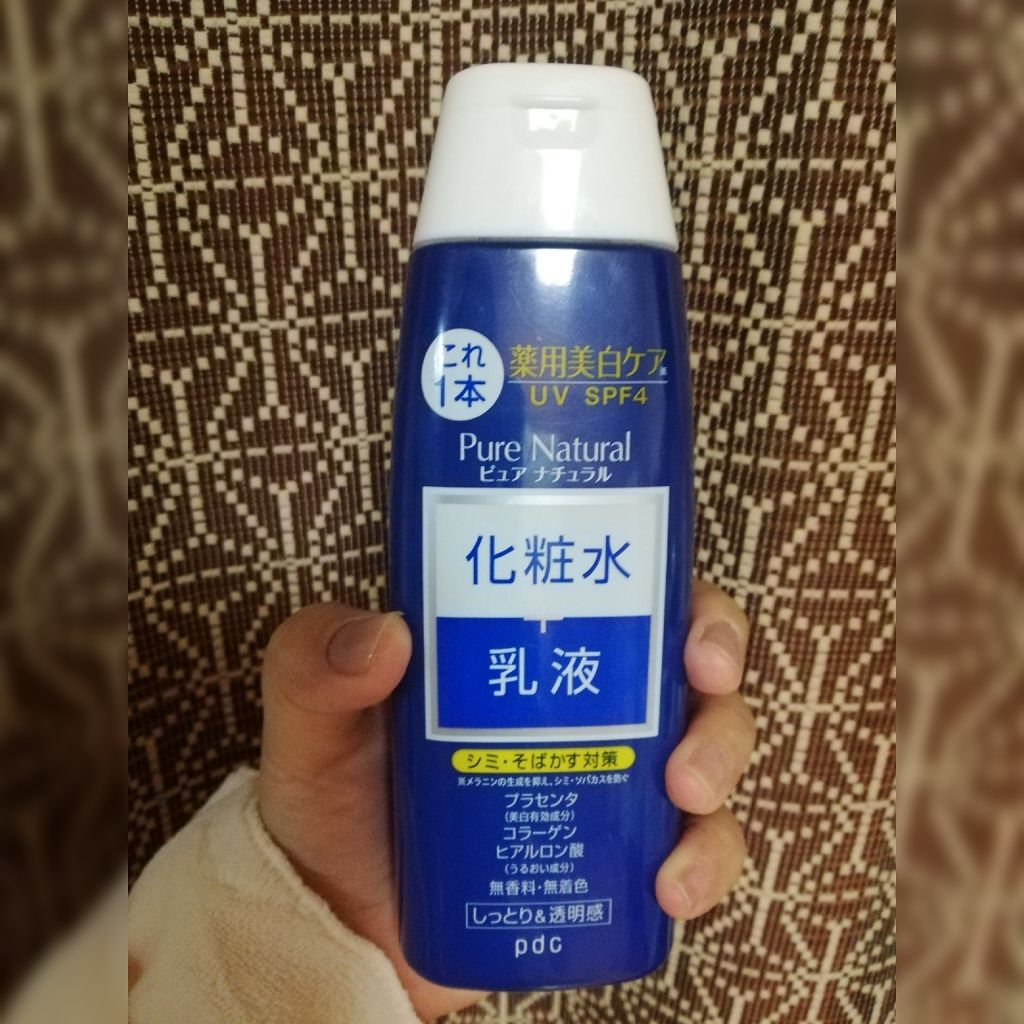 これ
1本
薬用美白ケア※
UV SPF4
Pure Natural
ピュア ナチュラル
化粧水
+
乳液
シミ・そばかす対策
※メラニンの生成を抑え、シミ・ソバカスを防ぐ
プラセンタ
(美白有効成分)
コラーゲン
ヒアルロン酸
(うるおい成分)
無香料・無着色
しっとり&透明感
pdc